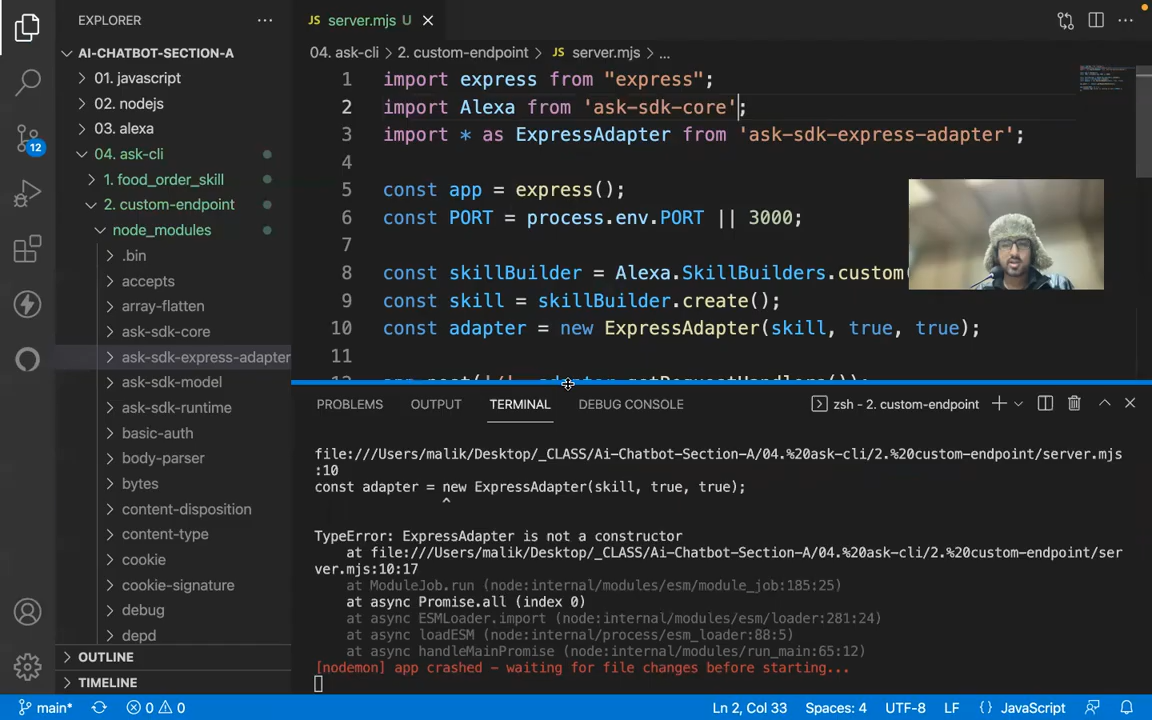 EXPLORER
AI-CHATBOT-SECTION-A
01. javascript
02. nodejs
03. alexa
04. ask-cli
1. food_order_skill
2. custom-endpoint
node_modules
.bin
accepts
array-flatten
ask-sdk-core
ask-sdk-express-adapter
ask-sdk-model
ask-sdk-runtime
basic-auth
body-parser
bytes
content-disposition
content-type
cookie
cookie-signature
debug
depd
OUTLINE
TIMELINE
12
JS server.mjs U
04. ask-cli > 2. custom-endpoint > JS server.mjs > ...
1 import express from "express";
2 import Alexa from 'ask-sdk-core';
3 import * as ExpressAdapter from 'ask-sdk-express-adapter';
4
5 const app = express();
6 const PORT = process.env.PORT || 3000;
7
8 const skillBuilder = Alexa.SkillBuilders.custom(
9 const skill = skillBuilder.create();
10 const adapter = new ExpressAdapter(skill, true, true);
11
12 app.post('/', adapter.getRequestHandlers());
PROBLEMS OUTPUT TERMINAL DEBUG CONSOLE zsh - 2. custom-endpoint
file:///Users/malik/Desktop/_CLASS/Ai-Chatbot-Section-A/04.%20ask-cli/2.%20custom-endpoint/server.mjs
:10
const adapter = new ExpressAdapter(skill, true, true);
^
TypeError: ExpressAdapter is not a constructor
at file:///Users/malik/Desktop/_CLASS/Ai-Chatbot-Section-A/04.%20ask-cli/2.%20custom-endpoint/ser
ver.mjs:10:17
at ModuleJob.run (node:internal/modules/esm/module_job:185:25)
at async Promise.all (index 0)
at async ESMLoader.import (node:internal/modules/esm/loader:281:24)
at async loadESM (node:internal/process/esm_loader:88:5)
at async handleMainPromise (node:internal/modules/run_main:65:12)
[nodemon] app crashed - waiting for file changes before starting...
main* 0 0 Ln 2, Col 33 Spaces: 4 UTF-8 LF {} JavaScript